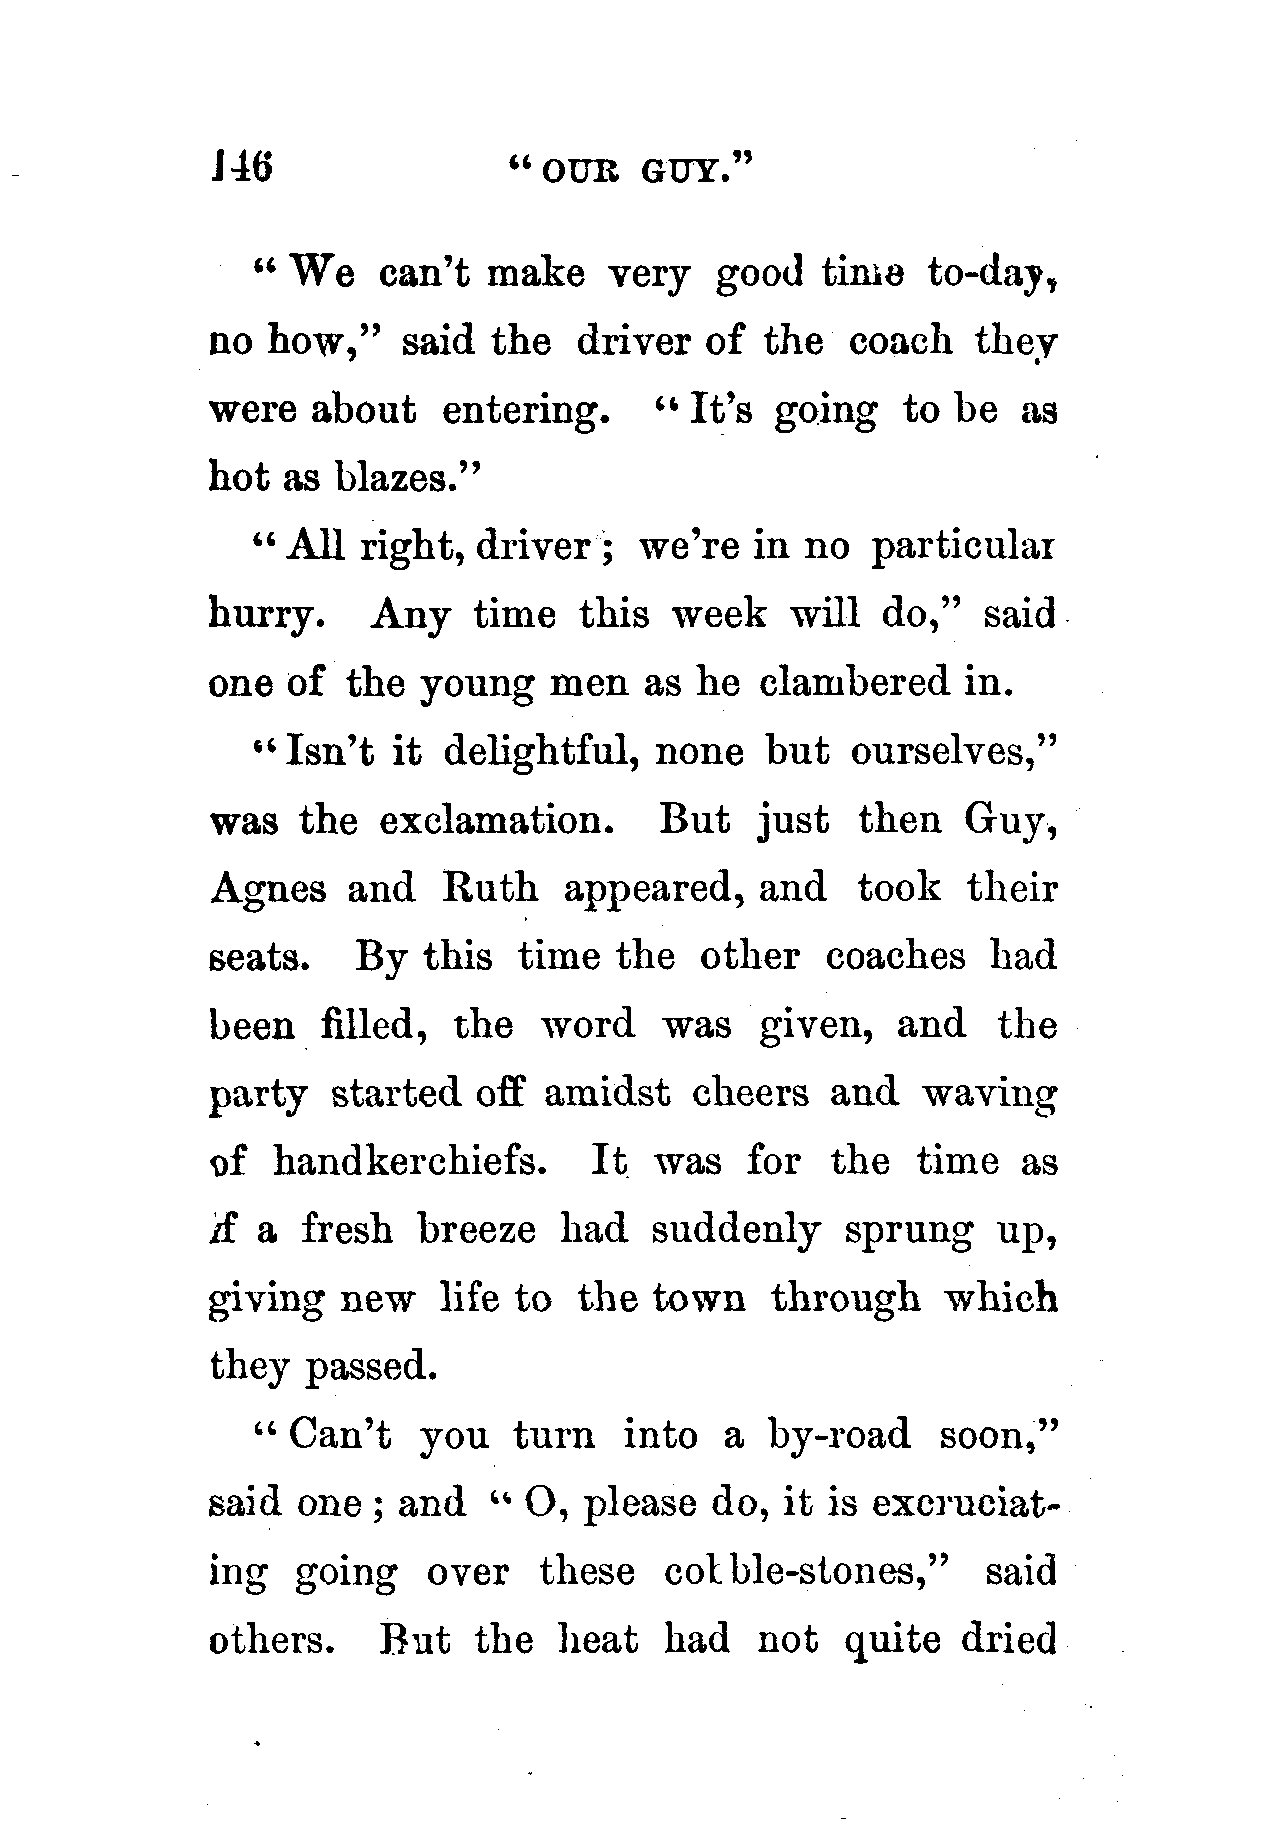 146 “OUR GUY.”
“We can’t make very good time to-day,
no how,” said the driver of the coach they
were about entering. “It’s going to be as
hot as blazes.”
“All right, driver; we’re in no particular
hurry. Any time this week will do,” said
one of the young men as he clambered in.
“Isn’t it delightful, none but ourselves,”
was the exclamation. But just then Guy,
Agnes and Ruth appeared, and took their
seats. By this time the other coaches had
been filled, the word was given, and the
party started off amidst cheers and waving
of handkerchiefs. It was for the time as
if a fresh breeze had suddenly sprung up,
giving new life to the town through which
they passed.
“Can’t you turn into a by-road soon,”
said one; and “O, please do, it is excruciat-
ing going over these cobble-stones,” said
others. But the heat had not quite dried